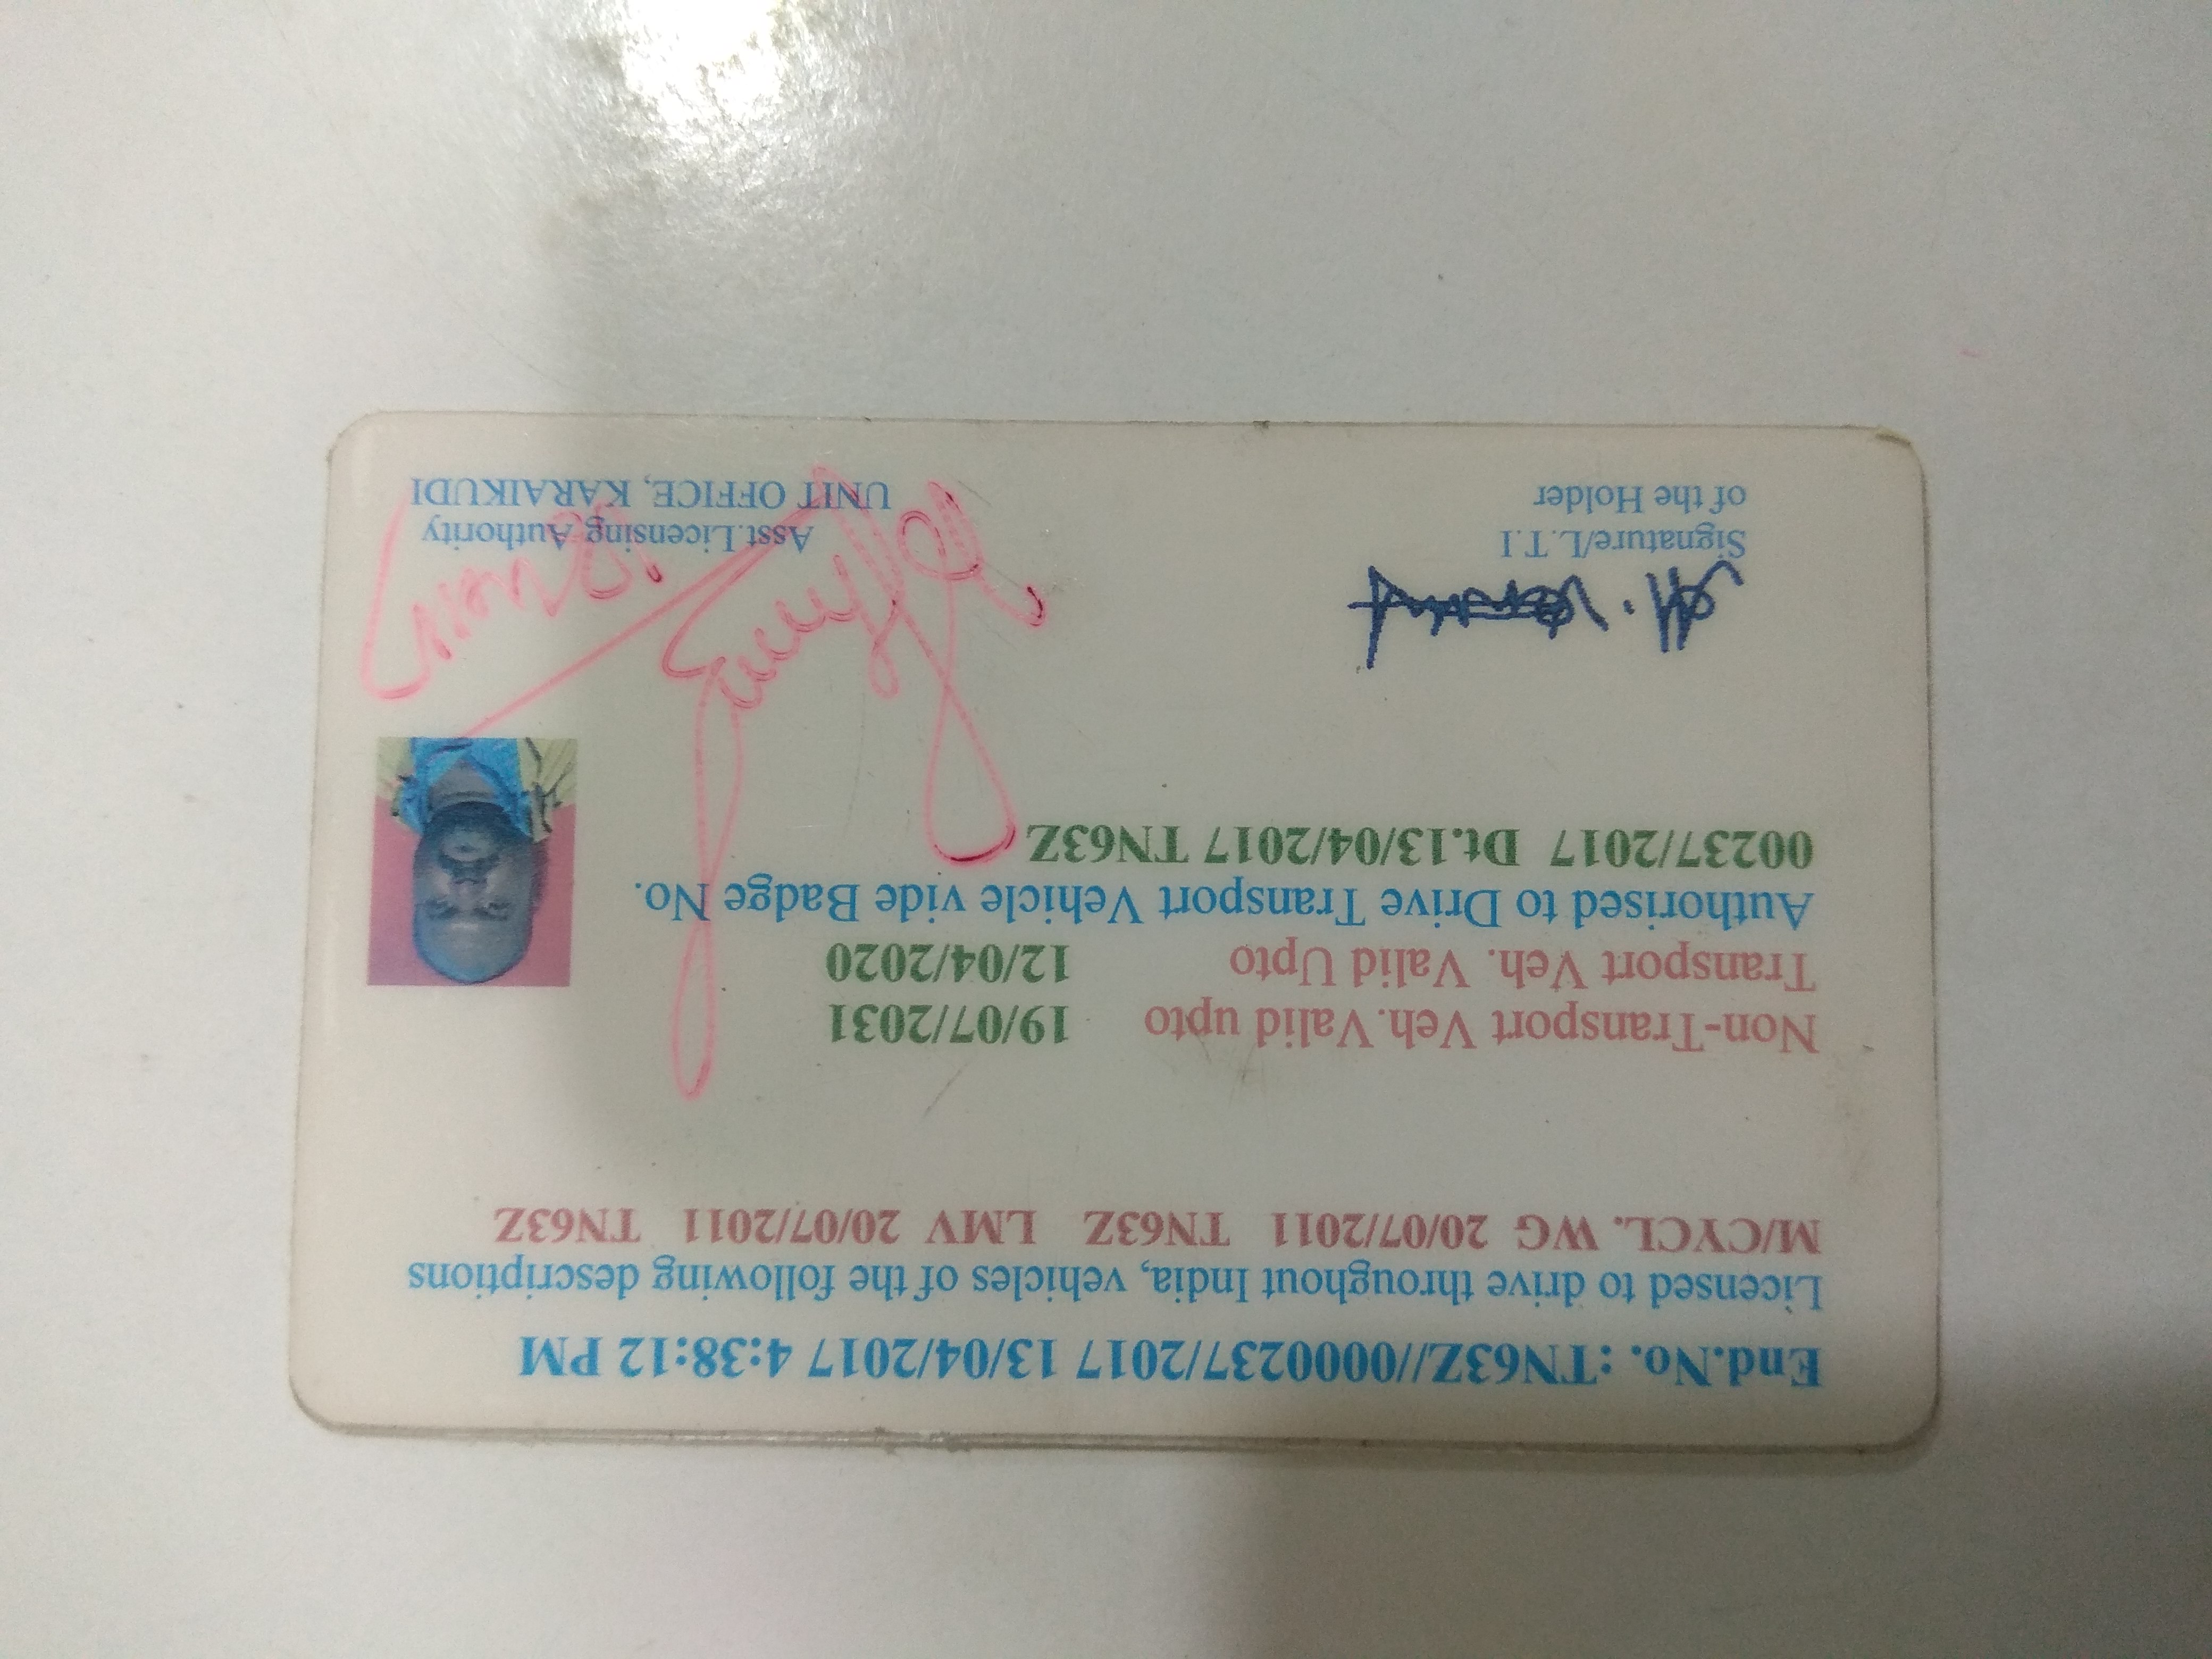 End.No. : TN63Z//0000237/2017 13/04/2017 4:38:12 PM
Licensed to drive throughout India, vehicles of the following descriptions
M/CYCL. WG 20/07/2011 TN63Z LMV 20/07/2011 TN63Z
Non-Transport Veh.Valid upto 19/07/2031
Transport Veh. Valid Upto 12/04/2020
Authorised to Drive Transport Vehicle vide Badge No.
00237/2017 Dt.13/04/2017 TN63Z
Signature/L.T.I
of the Holder
Asst.Licensing Authority
UNIT OFFICE, KARAIKUDI